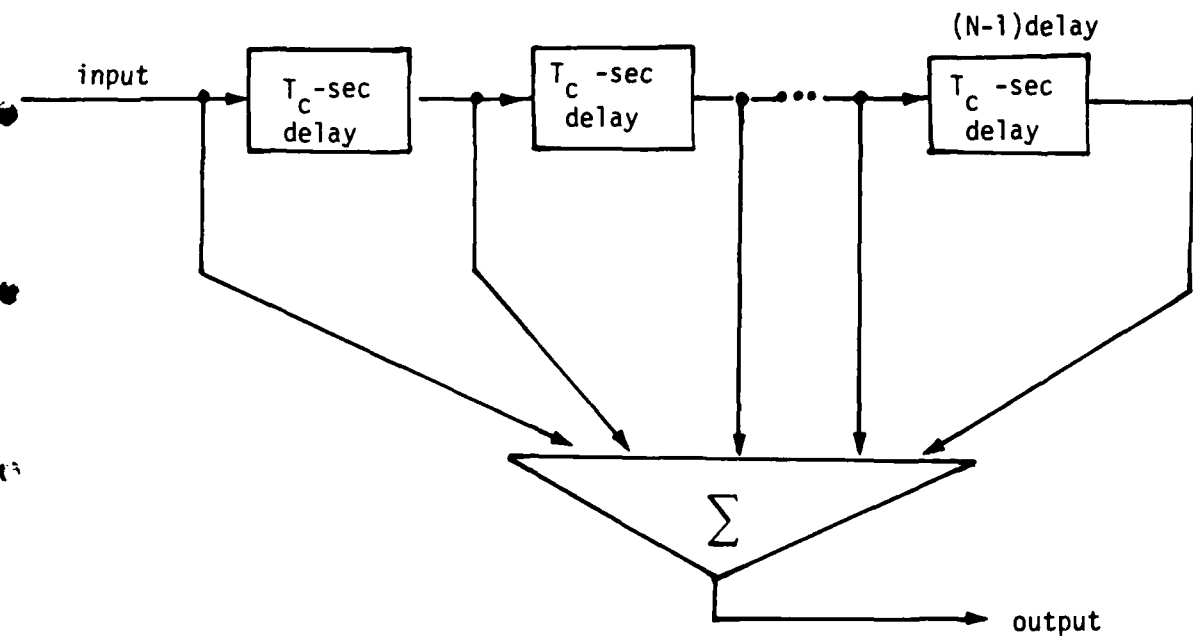 (N-1)delay
input
T_c -sec
delay
T_c -sec
delay
T_c -sec
delay
Σ
output